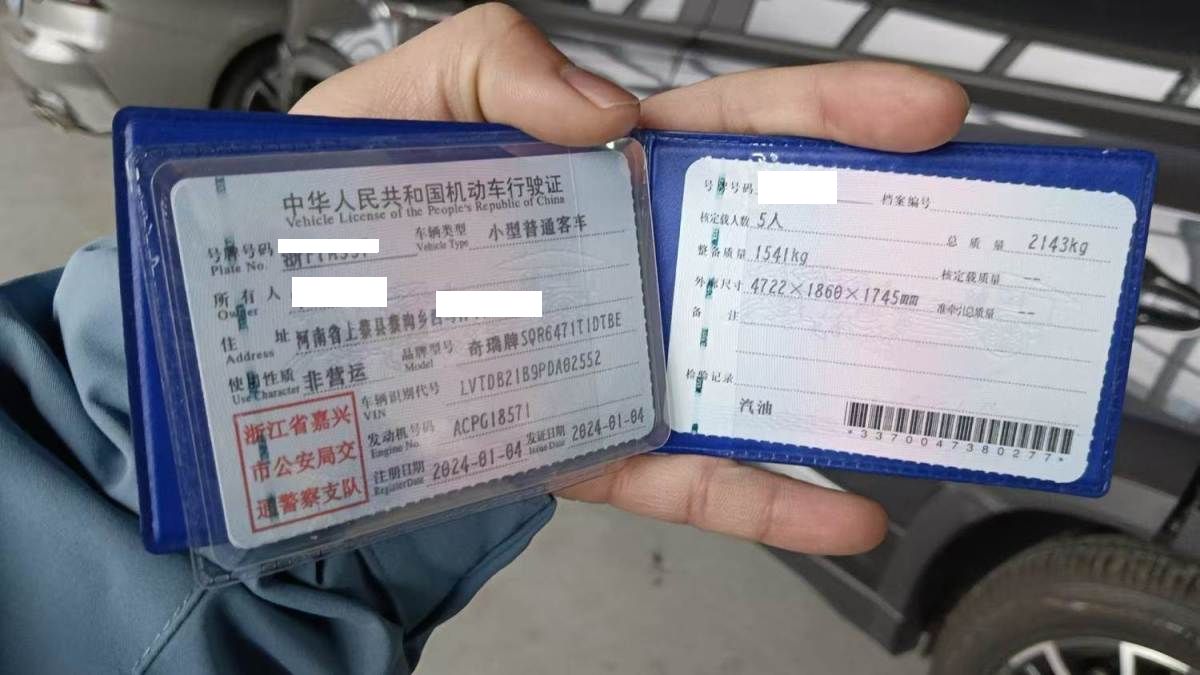 中华人民共和国机动车行驶证
Vehicle License of the People's Republic of China
号牌号码
Plate No.
车辆类型 小型普通客车
Vehicle Type
所有人
Owner
住址 河南省上蔡县蔡沟乡
Address
使用性质 非营运
Use Character
品牌型号 奇瑞牌SQR6471T1DTBE
Model
车辆识别代号 LVTDB21B9PDA02552
VIN
发动机号码 ACPG18571
Engine No.
注册日期 2024-01-04
Register Date
发证日期 2024-01-04
Issue Date
浙江省嘉兴
市公安局交
通警察支队
号牌号码
档案编号
核定载人数 5人
总质量 2143kg
整备质量 1541kg
核定载质量 --
外廓尺寸 4722×1860×1745mm
准牵引总质量 --
备注
检验记录
汽油
*3370047380277*